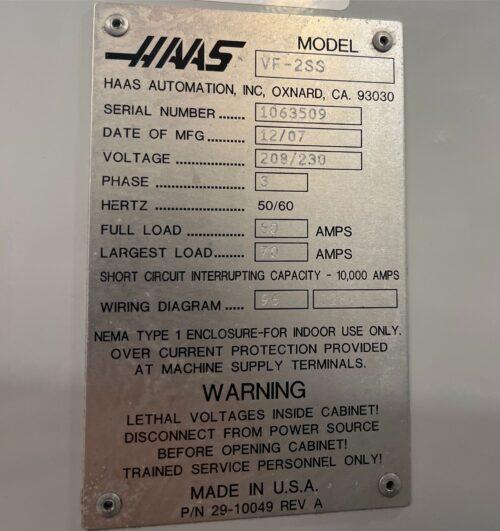 HAAS
MODEL
VF-2SS
HAAS AUTOMATION, INC, OXNARD, CA. 93030
SERIAL NUMBER ....... 1063509
DATE OF MFG ........... 12/07
VOLTAGE .................. 208/230
PHASE ...................... 3
HERTZ ...................... 50/60
FULL LOAD .............. AMPS
LARGEST LOAD........ 70 AMPS
SHORT CIRCUIT INTERRUPTING CAPACITY - 10,000 AMPS
WIRING DIAGRAM .....
NEMA TYPE 1 ENCLOSURE-FOR INDOOR USE ONLY.
OVER CURRENT PROTECTION PROVIDED
AT MACHINE SUPPLY TERMINALS.
WARNING
LETHAL VOLTAGES INSIDE CABINET!
DISCONNECT FROM POWER SOURCE
BEFORE OPENING CABINET!
TRAINED SERVICE PERSONNEL ONLY!
MADE IN U.S.A.
P/N 29-10049 REV A